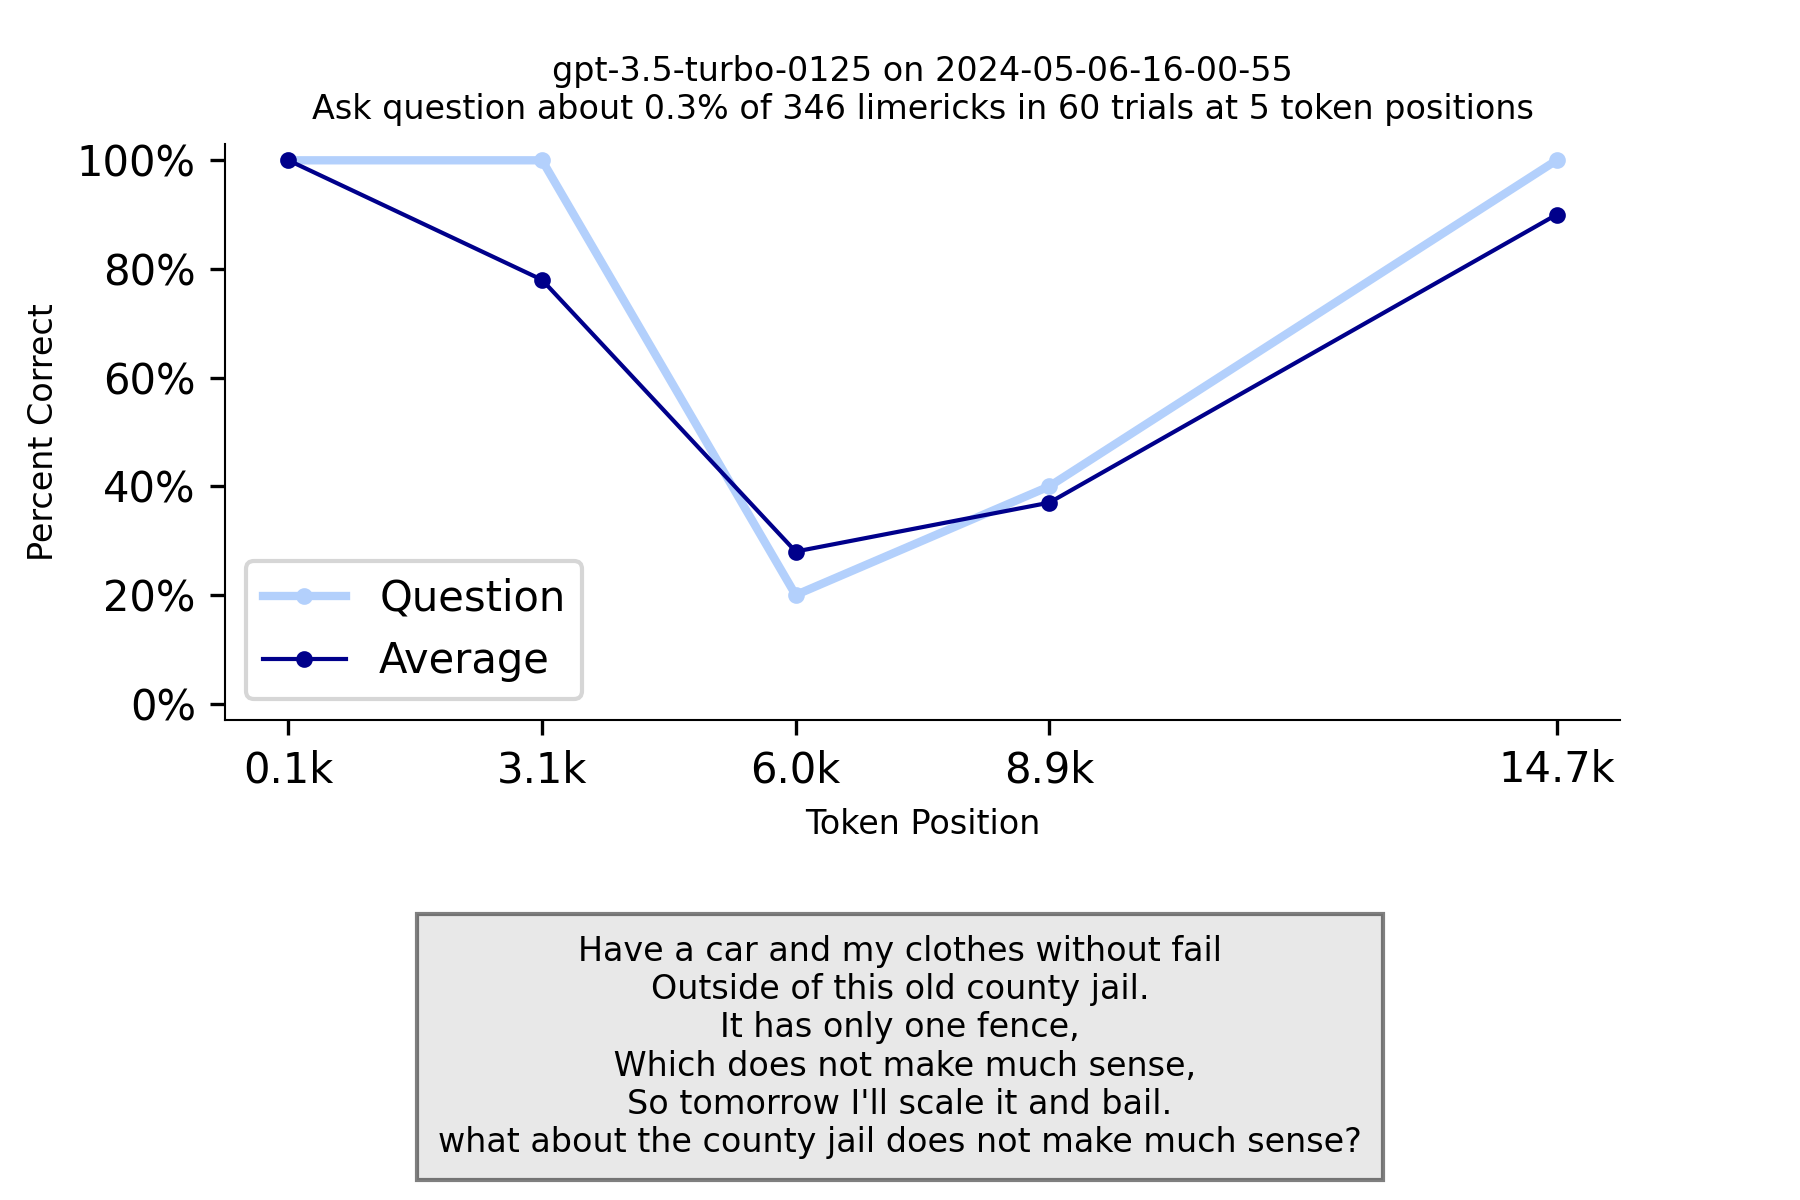 gpt-3.5-turbo-0125 on 2024-05-06-16-00-55
Ask question about 0.3% of 346 limericks in 60 trials at 5 token positions
100%
80%
60%
40%
20%
0%
Percent Correct
Question
Average
0.1k 3.1k 6.0k 8.9k 14.7k
Token Position
Have a car and my clothes without fail
Outside of this old county jail.
It has only one fence,
Which does not make much sense,
So tomorrow I'll scale it and bail.
what about the county jail does not make much sense?